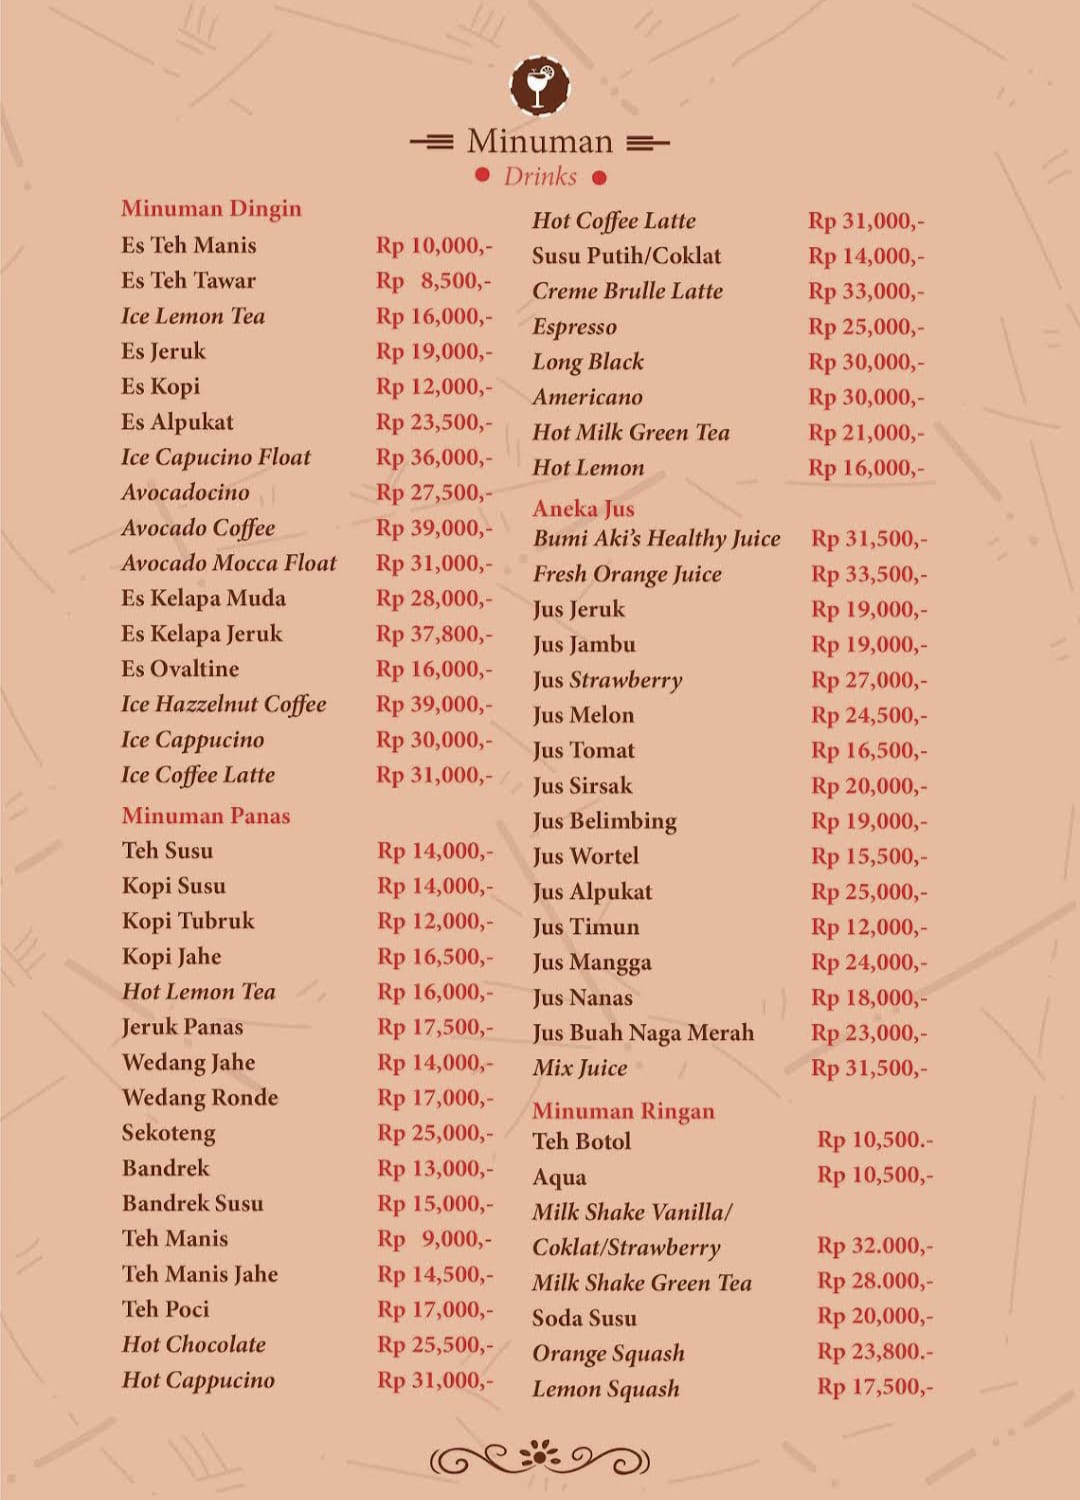 Minuman
Drinks
Minuman Dingin
Es Teh Manis Rp 10,000,-
Es Teh Tawar Rp 8,500,-
Ice Lemon Tea Rp 16,000,-
Es Jeruk Rp 19,000,-
Es Kopi Rp 12,000,-
Es Alpukat Rp 23,500,-
Ice Capucino Float Rp 36,000,-
Avocadocino Rp 27,500,-
Avocado Coffee Rp 39,000,-
Avocado Mocca Float Rp 31,000,-
Es Kelapa Muda Rp 28,000,-
Es Kelapa Jeruk Rp 37,800,-
Es Ovaltine Rp 16,000,-
Ice Hazzelnut Coffee Rp 39,000,-
Ice Cappucino Rp 30,000,-
Ice Coffee Latte Rp 31,000,-
Minuman Panas
Teh Susu Rp 14,000,-
Kopi Susu Rp 14,000,-
Kopi Tubruk Rp 12,000,-
Kopi Jahe Rp 16,500,-
Hot Lemon Tea Rp 16,000,-
Jeruk Panas Rp 17,500,-
Wedang Jahe Rp 14,000,-
Wedang Ronde Rp 17,000,-
Sekoteng Rp 25,000,-
Bandrek Rp 13,000,-
Bandrek Susu Rp 15,000,-
Teh Manis Rp 9,000,-
Teh Manis Jahe Rp 14,500,-
Teh Poci Rp 17,000,-
Hot Chocolate Rp 25,500,-
Hot Cappucino Rp 31,000,-
Hot Coffee Latte Rp 31,000,-
Susu Putih/Coklat Rp 14,000,-
Creme Brulle Latte Rp 33,000,-
Espresso Rp 25,000,-
Long Black Rp 30,000,-
Americano Rp 30,000,-
Hot Milk Green Tea Rp 21,000,-
Hot Lemon Rp 16,000,-
Aneka Jus
Bumi Aki's Healthy Juice Rp 31,500,-
Fresh Orange Juice Rp 33,500,-
Jus Jeruk Rp 19,000,-
Jus Jambu Rp 19,000,-
Jus Strawberry Rp 27,000,-
Jus Melon Rp 24,500,-
Jus Tomat Rp 16,500,-
Jus Sirsak Rp 20,000,-
Jus Belimbing Rp 19,000,-
Jus Wortel Rp 15,500,-
Jus Alpukat Rp 25,000,-
Jus Timun Rp 12,000,-
Jus Mangga Rp 24,000,-
Jus Nanas Rp 18,000,-
Jus Buah Naga Merah Rp 23,000,-
Mix Juice Rp 31,500,-
Minuman Ringan
Teh Botol Rp 10,500.-
Aqua Rp 10,500,-
Milk Shake Vanilla/
Coklat/Strawberry Rp 32.000,-
Milk Shake Green Tea Rp 28.000,-
Soda Susu Rp 20,000,-
Orange Squash Rp 23,800.-
Lemon Squash Rp 17,500,-